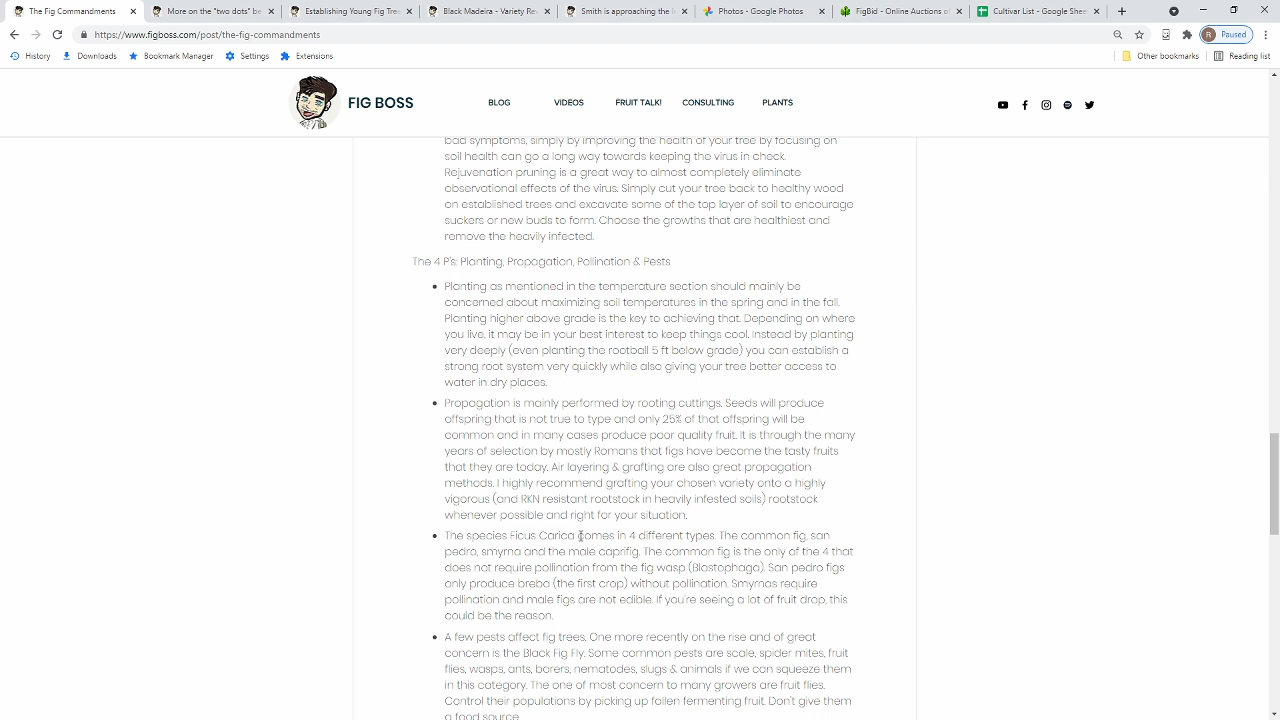 The Fig Commandments
More on the "two dots" be
Establishing Young Fig Tree
Black Madeira - Variety Rev
Smith is approaching the le
Photos - Google Photos
FigBid - Online Auctions of
Cultivar List - Google Sheet
https://www.figboss.com/post/the-fig-commandments
R Paused
History Downloads Bookmark Manager Settings Extensions Other bookmarks Reading list
FIG BOSS BLOG VIDEOS FRUIT TALK! CONSULTING PLANTS
bad symptoms, simply by improving the health of your tree by focusing on
soil health can go a long way towards keeping the virus in check.
Rejuvenation pruning is a great way to almost completely eliminate
observational effects of the virus. Simply cut your tree back to healthy wood
on established trees and excavate some of the top layer of soil to encourage
suckers or new buds to form. Choose the growths that are healthiest and
remove the heavily infected.
The 4 P's: Planting, Propagation, Pollination & Pests
Planting as mentioned in the temperature section should mainly be
concerned about maximizing soil temperatures in the spring and in the fall.
Planting higher above grade is the key to achieving that. Depending on where
you live, it may be in your best interest to keep things cool. Instead by planting
very deeply (even planting the rootball 5 ft below grade) you can establish a
strong root system very quickly while also giving your tree better access to
water in dry places.
Propagation is mainly performed by rooting cuttings. Seeds will produce
offspring that is not true to type and only 25% of that offspring will be
common and in many cases produce poor quality fruit. It is through the many
years of selection by mostly Romans that figs have become the tasty fruits
that they are today. Air layering & grafting are also great propagation
methods. I highly recommend grafting your chosen variety onto a highly
vigorous (and RKN resistant rootstock in heavily infested soils) rootstock
whenever possible and right for your situation.
The species Ficus Carica comes in 4 different types. The common fig, san
pedro, smyrna and the male caprifig. The common fig is the only of the 4 that
does not require pollination from the fig wasp (Blastophaga). San pedro figs
only produce breba (the first crop) without pollination. Smyrnas require
pollination and male figs are not edible. If you're seeing a lot of fruit drop, this
could be the reason.
A few pests affect fig trees. One more recently on the rise and of great
concern is the Black Fig Fly. Some common pests are scale, spider mites, fruit
flies, wasps, ants, borers, nematodes, slugs & animals if we can squeeze them
in this category. The one of most concern to many growers are fruit flies.
Control their populations by picking up fallen fermenting fruit. Don't give them
a food source